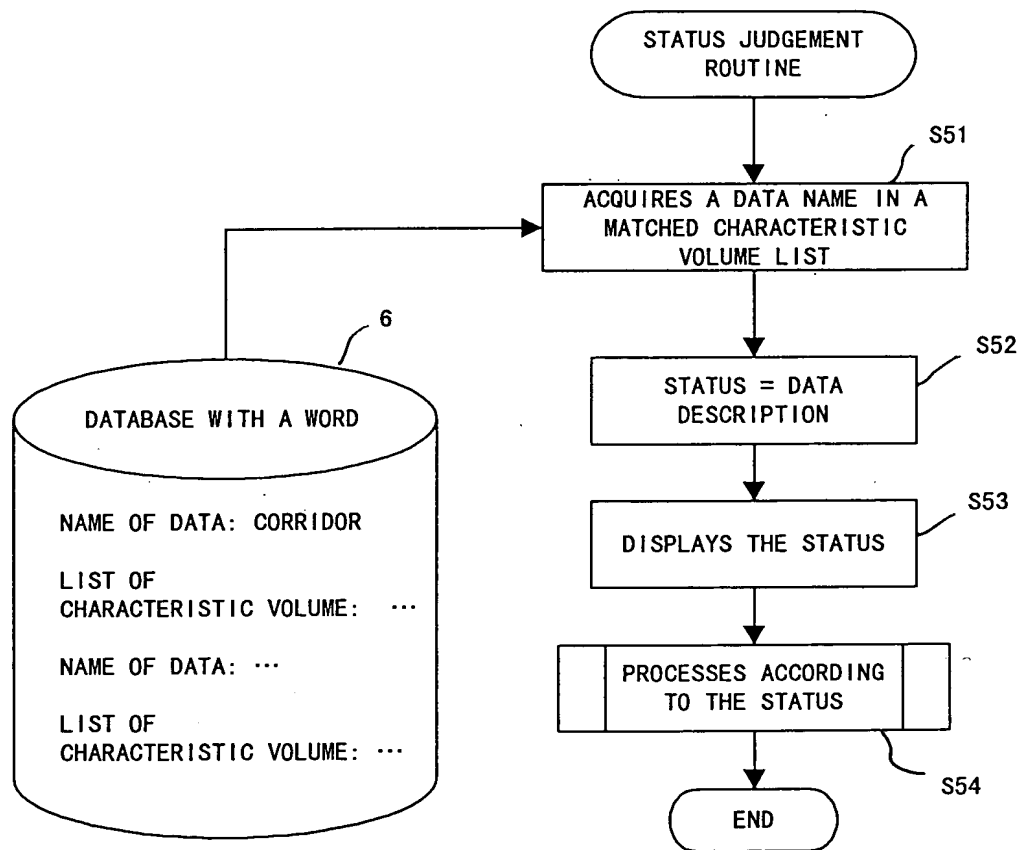 STATUS JUDGEMENT
ROUTINE
S51
ACQUIRES A DATA NAME IN A
MATCHED CHARACTERISTIC
VOLUME LIST
6
DATABASE WITH A WORD
NAME OF DATA: CORRIDOR
LIST OF
CHARACTERISTIC VOLUME: ···
NAME OF DATA: ···
LIST OF
CHARACTERISTIC VOLUME: ···
S52
STATUS = DATA
DESCRIPTION
S53
DISPLAYS THE STATUS
PROCESSES ACCORDING
TO THE STATUS
S54
END